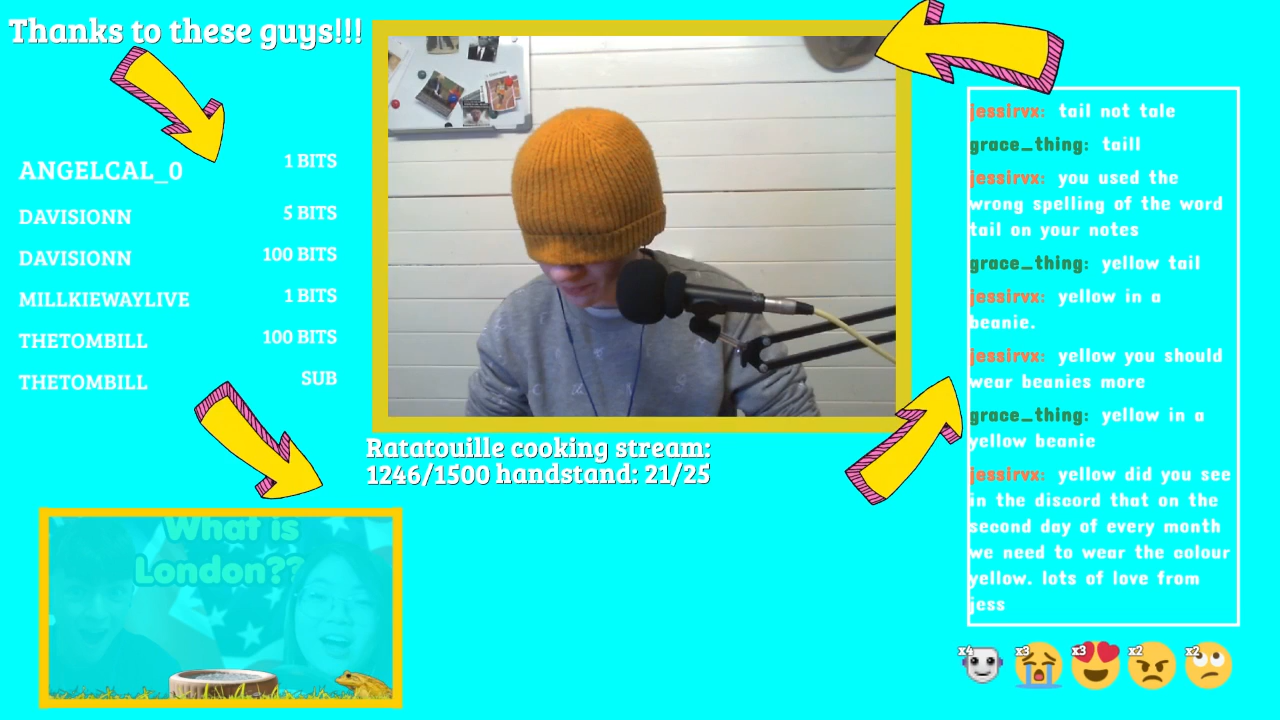 Thanks to these guys!!!
ANGELCAL_0 1 BITS
DAVISIONN 5 BITS
DAVISIONN 100 BITS
MILLKIEWAYLIVE 1 BITS
THETOMBILL 100 BITS
THETOMBILL SUB
Ratatouille cooking stream:
1246/1500 handstand: 21/25
What is
London??
jessirvx: tail not tale
grace_thing: taill
jessirvx: you used the
wrong spelling of the word
tail on your notes
grace_thing: yellow tail
jessirvx: yellow in a
beanie.
jessirvx: yellow you should
wear beanies more
grace_thing: yellow in a
yellow beanie
jessirvx: yellow did you see
in the discord that on the
second day of every month
we need to wear the colour
yellow. lots of love from
jess
x4 x3 x3 x2 x2